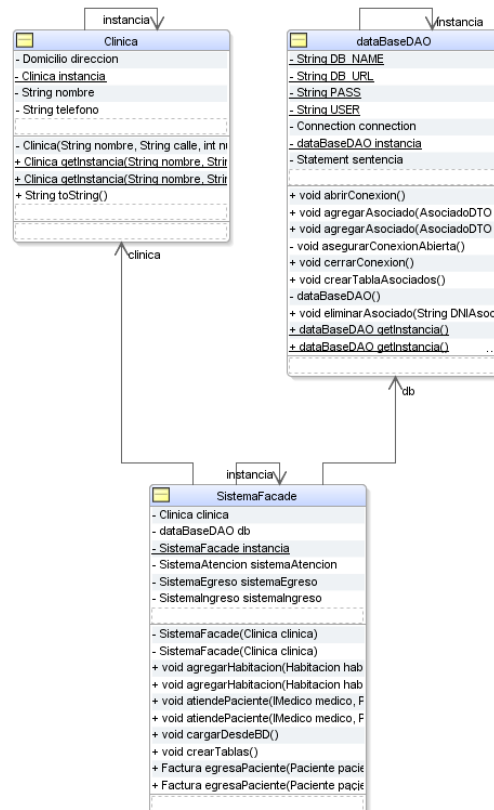 instancia
Clinica
- Domicilio direccion
- Clinica instancia
- String nombre
- String telefono
- Clinica(String nombre, String calle, int
+ Clinica getInstancia(String nombre,
+ Clinica getInstancia(String nombre,
+ String toString()
instancia
dataBaseDAO
- String DB_NAME
- String DB_URL
- String PASS
- String USER
- Connection connection
- dataBaseDAO instancia
- Statement sentencia
+ void abrirConexion()
+ void agregarAsociado(AsociadoDTO
+ void agregarAsociado(AsociadoDTO
- void asegurarConexionAbierta()
+ void cerrarConexion()
+ void crearTablaAsociados()
- dataBaseDAO()
+ void eliminarAsociado(String
+ dataBaseDAO getInstancia()
+ dataBaseDAO getInstancia() ...
clinica
db
instancia
SistemaFacade
- Clinica clinica
- dataBaseDAO db
- SistemaFacade instancia
- SistemaAtencion sistemaAtencion
- SistemaEgreso sistemaEgreso
- SistemaIngreso sistemaIngreso
- SistemaFacade(Clinica clinica)
- SistemaFacade(Clinica clinica)
+ void agregarHabitacion(Habitacion hab
+ void agregarHabitacion(Habitacion hab
+ void atiendePaciente(IMedico medico, P
+ void atiendePaciente(IMedico medico, P
+ void cargarDesdeBD()
+ void crearTablas()
+ Factura egresaPaciente(Paciente pacie
+ Factura egresaPaciente(Paciente pacie